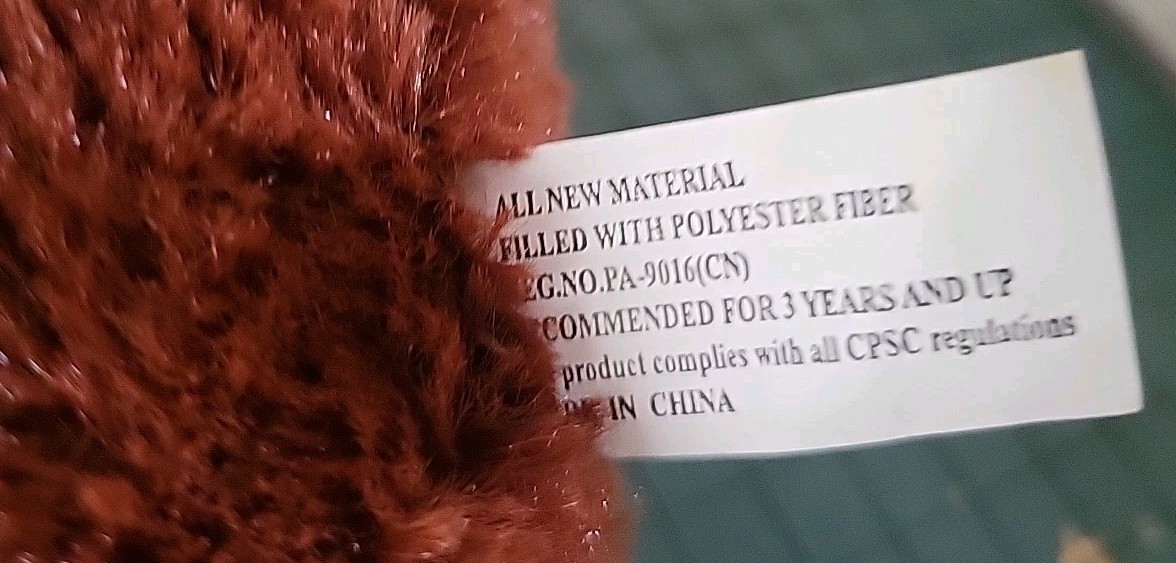 ALL NEW MATERIAL
FILLED WITH POLYESTER FIBER
EG.NO.PA-9016(CN)
COMMENDED FOR 3 YEARS AND UP
product complies with all CPSC regulations
IN CHINA